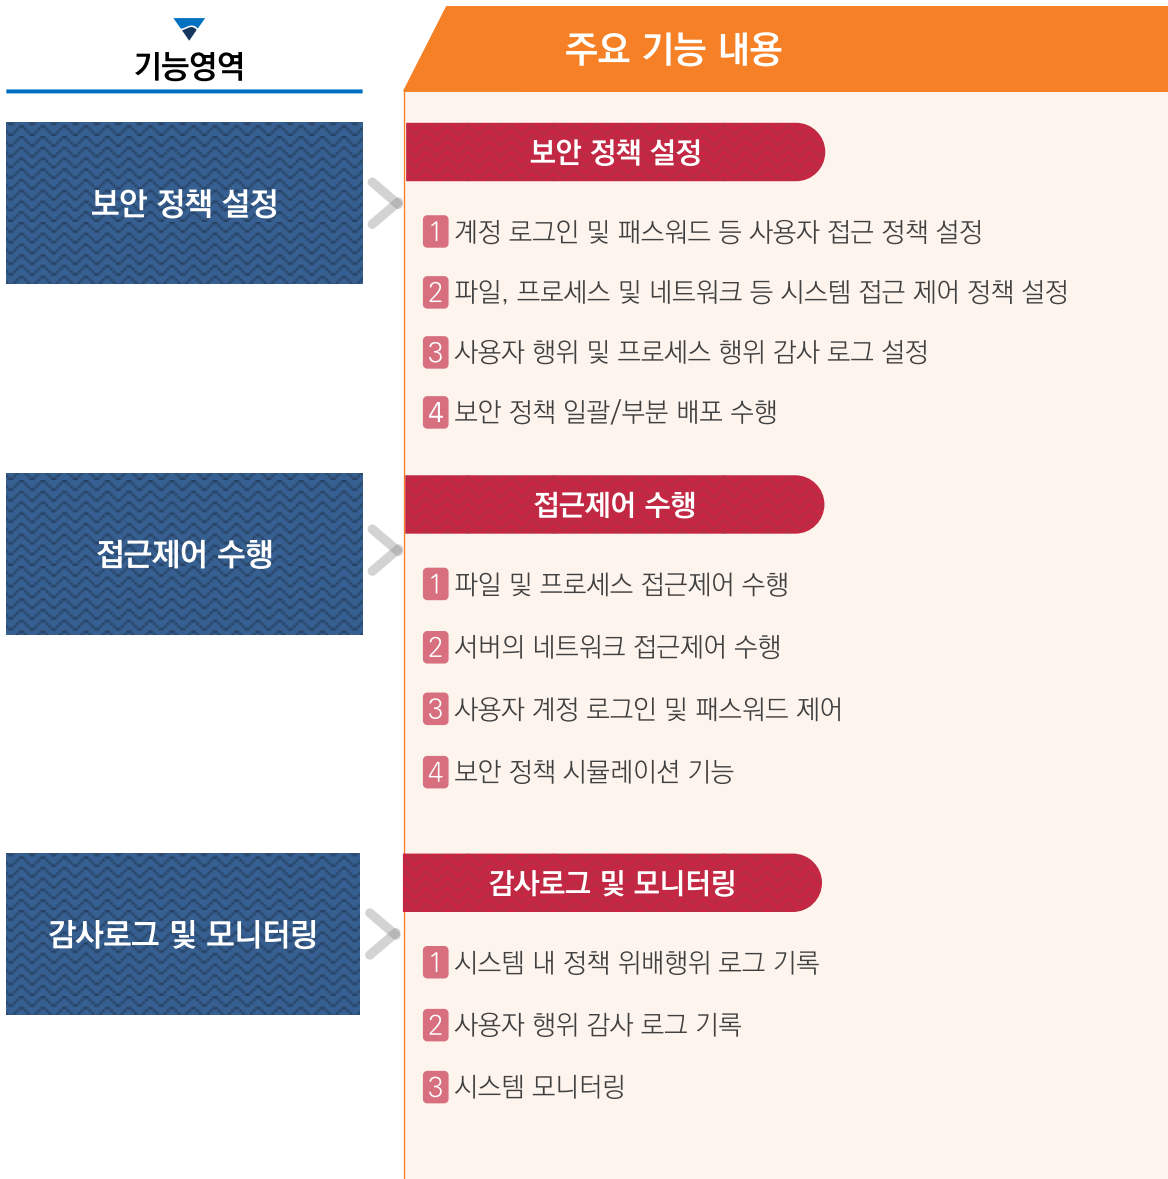 기능영역
주요 기능 내용
보안 정책 설정
보안 정책 설정
1 계정 로그인 및 패스워드 등 사용자 접근 정책 설정
2 파일, 프로세스 및 네트워크 등 시스템 접근 제어 정책 설정
3 사용자 행위 및 프로세스 행위 감사 로그 설정
4 보안 정책 일괄/부분 배포 수행
접근제어 수행
접근제어 수행
1 파일 및 프로세스 접근제어 수행
2 서버의 네트워크 접근제어 수행
3 사용자 계정 로그인 및 패스워드 제어
4 보안 정책 시뮬레이션 기능
감사로그 및 모니터링
감사로그 및 모니터링
1 시스템 내 정책 위배행위 로그 기록
2 사용자 행위 감사 로그 기록
3 시스템 모니터링